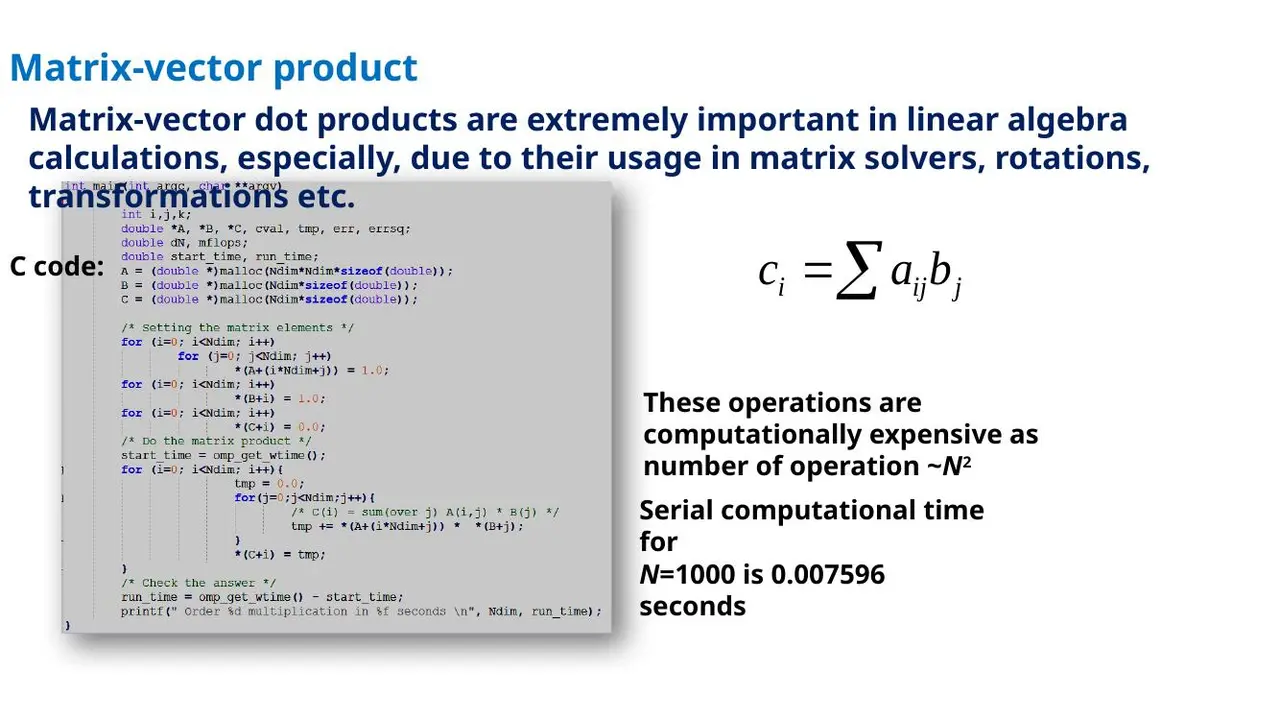 Matrix-vector product
Matrix-vector dot products are extremely important in linear algebra
calculations, especially, due to their usage in matrix solvers, rotations,
transformations etc.
C code:
int main(int argc, char **argv)
int i,j,k;
double *A, *B, *C, cval, tmp, err, errsq;
double dN, mflops;
double start_time, run_time;
A = (double *)malloc(Ndim*Ndim*sizeof(double));
B = (double *)malloc(Ndim*sizeof(double));
C = (double *)malloc(Ndim*sizeof(double));
/* Setting the matrix elements */
for (i=0; i<Ndim; i++)
for (j=0; j<Ndim; j++)
*(A+(i*Ndim+j)) = 1.0;
for (i=0; i<Ndim; i++)
*(B+i) = 1.0;
for (i=0; i<Ndim; i++)
*(C+i) = 0.0;
/* Do the matrix product */
start_time = omp_get_wtime();
for (i=0; i<Ndim; i++){
tmp = 0.0;
for(j=0;j<Ndim;j++){
/* C(i) = sum(over j) A(i,j) * B(j) */
tmp += *(A+(i*Ndim+j)) * *(B+j);
}
*(C+i) = tmp;
}
/* Check the answer */
run_time = omp_get_wtime() - start_time;
printf(" Order %d multiplication in %f seconds \n", Ndim, run_time);
}
c_i = ∑ a_ij b_j
These operations are
computationally expensive as
number of operation ~N²
Serial computational time
for
N=1000 is 0.007596
seconds